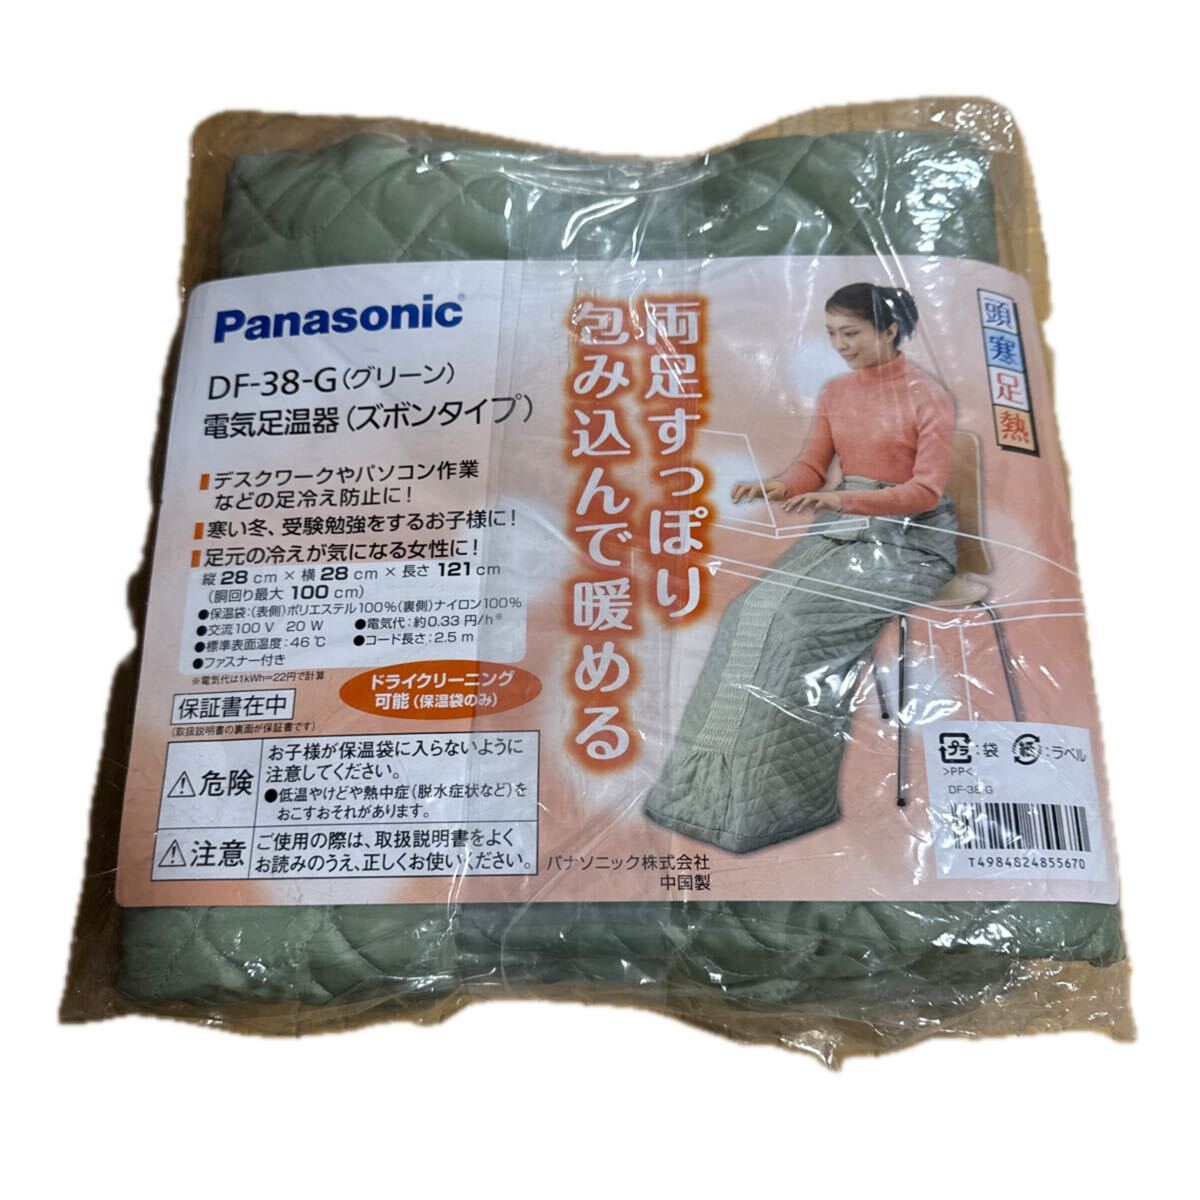 Panasonic
DF-38-G(グリーン)
電気足温器(ズボンタイプ)
デスクワークやパソコン作業
などの足冷え防止に!
寒い冬、受験勉強をするお子様に!
足元の冷えが気になる女性に!
縦 28 cm × 横 28 cm × 長さ 121 cm
(胴回り最大 100 cm)
●保温袋:(表側)ポリエステル100%(裏側)ナイロン100%
●交流100 V 20 W ●電気代:約0.33 円/h※
●標準表面温度:46 ℃ ●コード長さ:2.5 m
●ファスナー付き
※電気代は1kWh=22円で計算
保証書在中
(取扱説明書の裏面が保証書です)
ドライクリーニング
可能(保温袋のみ)
危険
お子様が保温袋に入らないように
注意してください。
●低温やけどや熱中症(脱水症状など)を
おこすおそれがあります。
注意
ご使用の際は、取扱説明書をよく
お読みのうえ、正しくお使いください。
両足すっぽり
包み込んで暖める
頭寒足熱
パナソニック株式会社
中国製
プラ:袋 紙:ラベル
>PP<
DF-38-G
T4984824855670